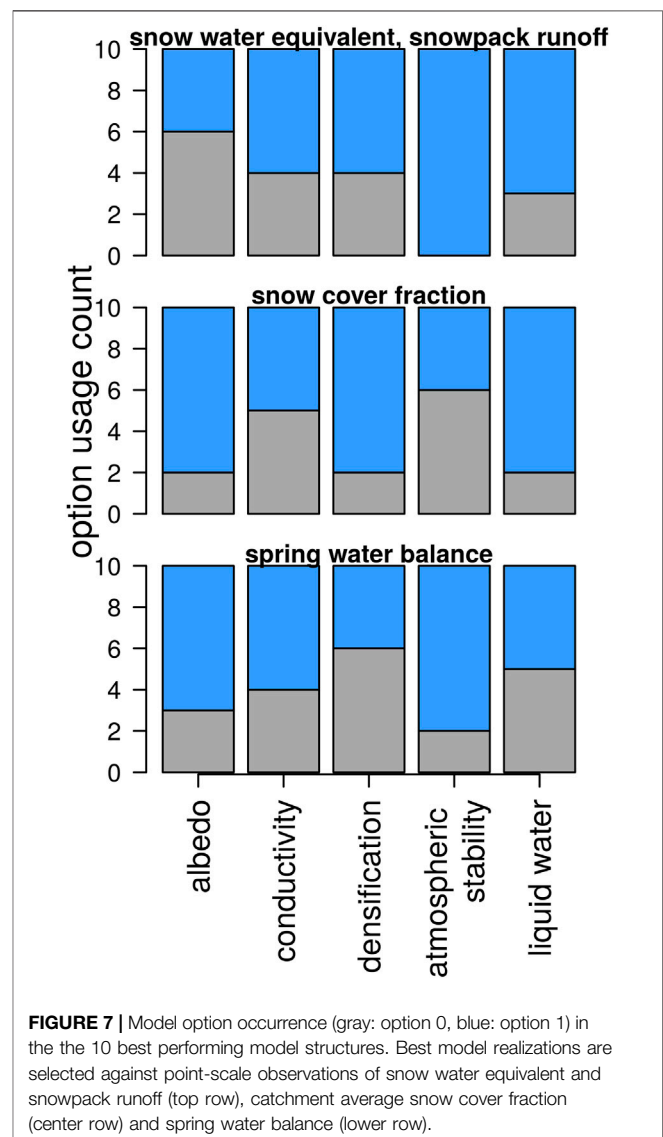 snow water equivalent, snowpack runoff
10
8
6
4
2
0
snow cover fraction
10
8
6
4
2
0
spring water balance
10
8
6
4
2
0
option usage count
albedo
conductivity
densification
atmospheric
stability
liquid water
FIGURE 7 | Model option occurrence (gray: option 0, blue: option 1) in
the the 10 best performing model structures. Best model realizations are
selected against point-scale observations of snow water equivalent and
snowpack runoff (top row), catchment average snow cover fraction
(center row) and spring water balance (lower row).